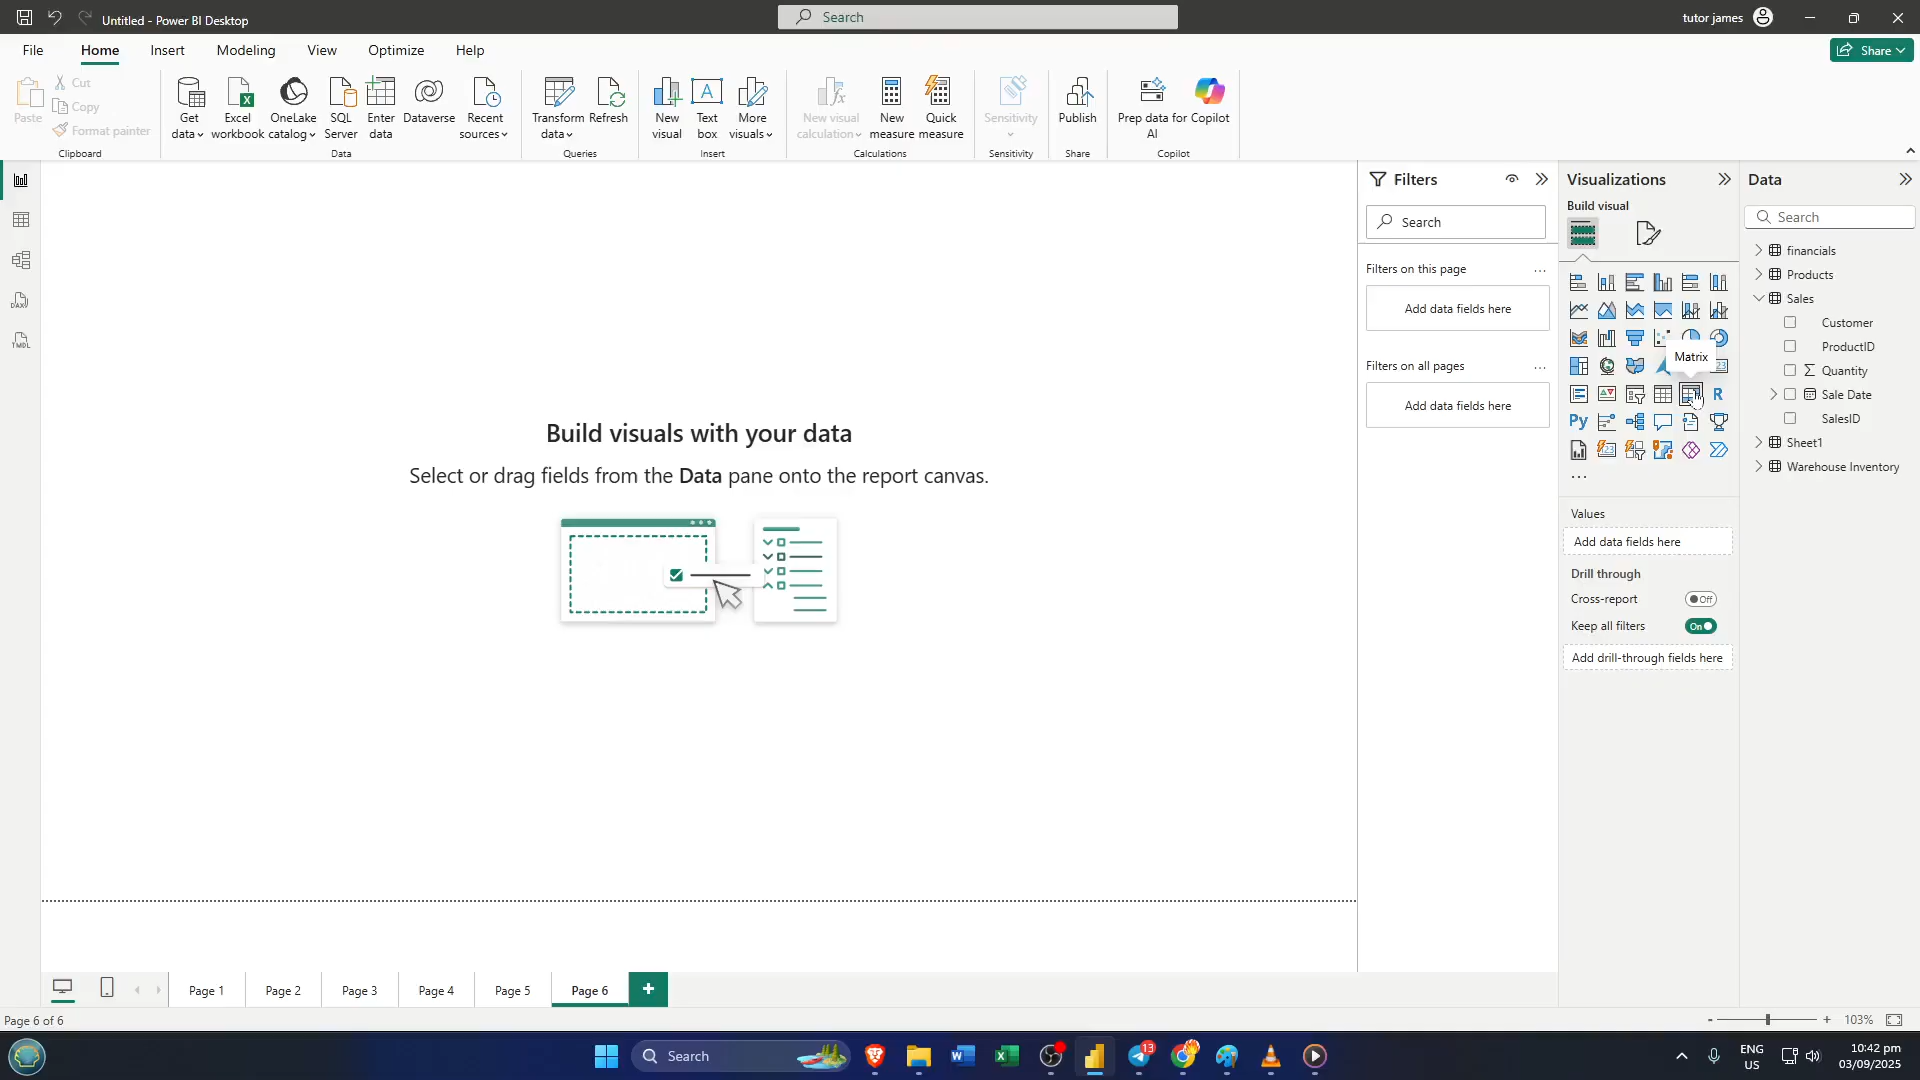 Untitled - Power BI Desktop
Search
tutor james
File
Home
Insert
Modeling
View
Optimize
Help
Share
Paste
Cut
Copy
Format painter
Clipboard
Get data
Excel workbook
OneLake catalog
SQL Server
Enter data
Dataverse
Recent sources
Data
Transform data
Refresh
Queries
New visual
Text box
More visuals
Insert
New visual calculation
New measure
Quick measure
Calculations
Sensitivity
Sensitivity
Publish
Share
Prep data for AI
Copilot
Copilot
Build visuals with your data
Select or drag fields from the Data pane onto the report canvas.
Filters
Search
Filters on this page
...
Add data fields here
Filters on all pages
...
Add data fields here
Visualizations
Build visual
Matrix
123
R
Py
...
Values
Add data fields here
Drill through
Cross-report
Off
Keep all filters
On
Add drill-through fields here
Data
Search
financials
Products
Sales
Customer
ProductID
Quantity
Sale Date
SalesID
Sheet1
Warehouse Inventory
DAX
TMDL
Page 1
Page 2
Page 3
Page 4
Page 5
Page 6
+
Page 6 of 6
-
+
103%
Search
13
ENG
US
10:42 pm
03/09/2025